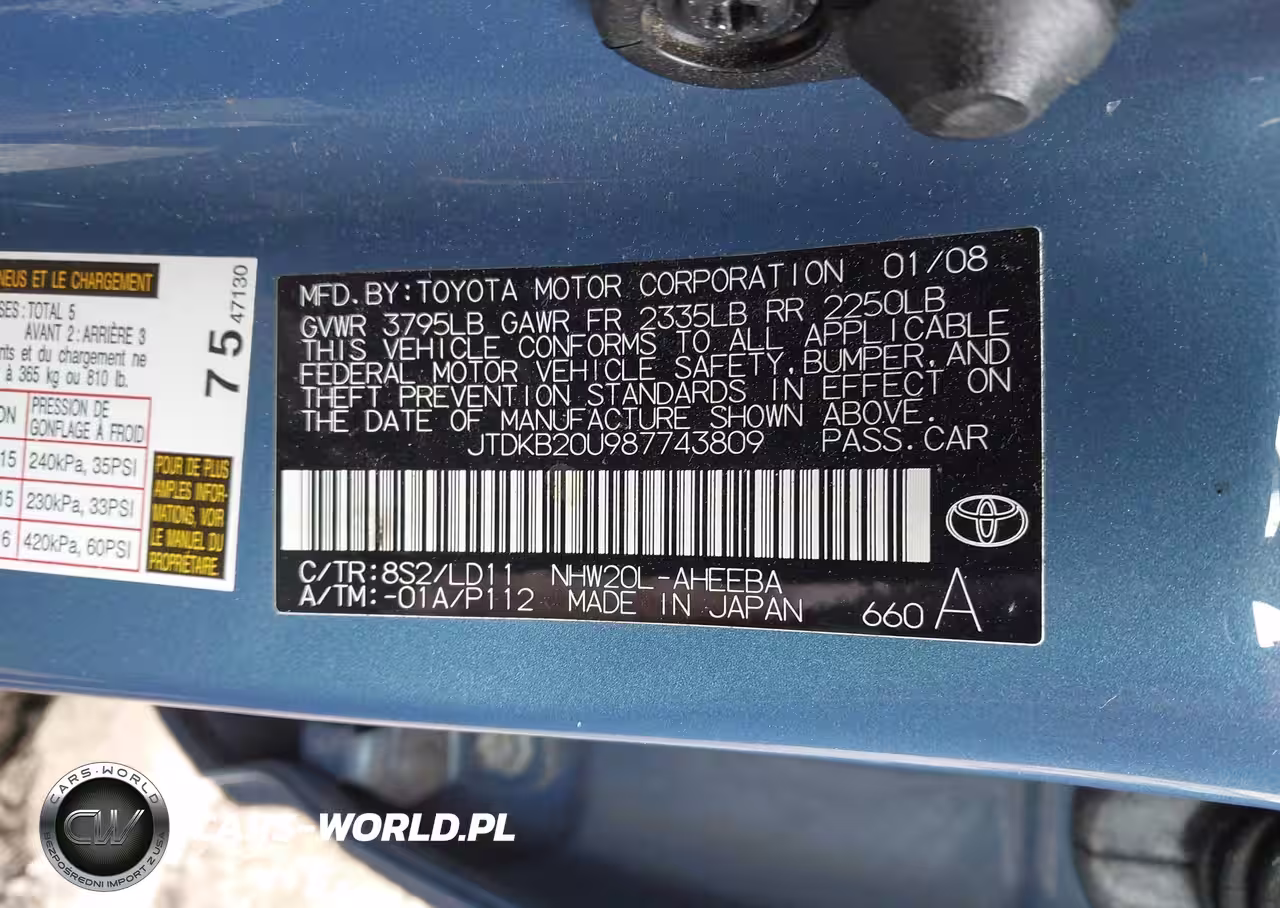 NEUS ET LE CHARGEMENT
SES : TOTAL 5
AVANT 2 : ARRIÈRE 3
nts et du chargement ne
à 365 kg ou 810 lb.
ON PRESSION DE
GONFLAGE À FROID
15 240kPa, 35PSI
15 230kPa, 33PSI
6 420kPa, 60PSI
POUR DE PLUS
AMPLES INFOR-
MATIONS, VOIR
LE MANUEL DU
PROPRIÉTAIRE.
75
47130
MFD.BY:TOYOTA MOTOR CORPORATION 01/08
GVWR 3795LB GAWR FR 2335LB RR 2250LB
THIS VEHICLE CONFORMS TO ALL APPLICABLE
FEDERAL MOTOR VEHICLE SAFETY,BUMPER,AND
THEFT PREVENTION STANDARDS IN EFFECT ON
THE DATE OF MANUFACTURE SHOWN ABOVE.
JTDKB20U987743809 PASS.CAR
C/TR:8S2/LD11 NHW20L-AHEEBA
A/TM:-01A/P112 MADE IN JAPAN 660 A
CARS-WORLD
CW
BEZPOŚREDNI IMPORT Z USA
CARS-WORLD.PL